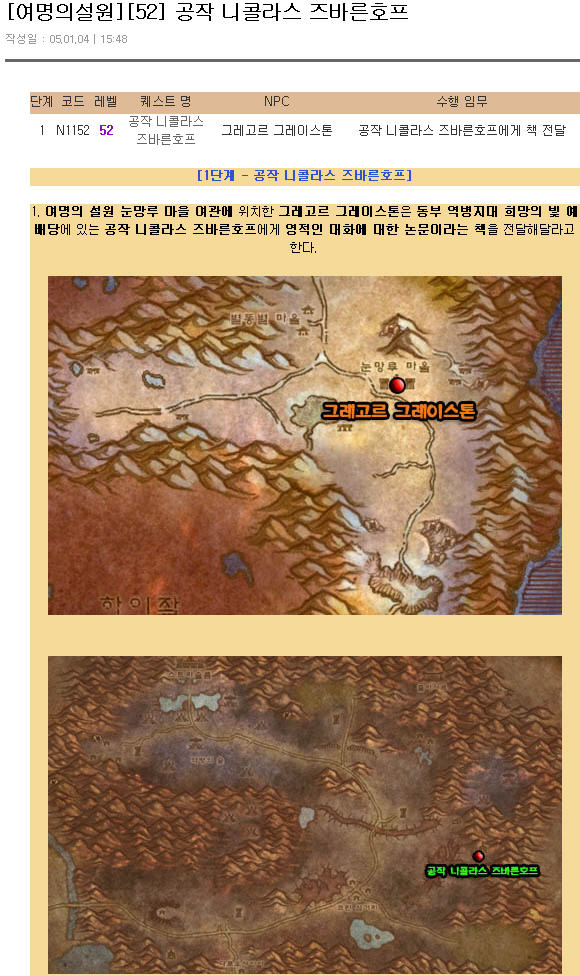 [여명의설원][52] 공작 니콜라스 즈바른호프
작성일 : 05.01.04 | 15:48
단계 코드 레벨 퀘스트 명 NPC 수행 임무
1 N1152 52 공작 니콜라스 즈바른호프 그레고르 그레이스톤 공작 니콜라스 즈바른호프에게 책 전달
[1단계 - 공작 니콜라스 즈바른호프]
1. 여명의 설원 눈망루 마을 여관에 위치한 그레고르 그레이스톤은 동부 역병지대 희망의 빛 예
배당에 있는 공작 니콜라스 즈바른호프에게 영적인 대화에 대한 논문이라는 책을 전달해달라고
한다.
별똥별 마을
눈망루 마을
그레고르 그레이스톤
하이잘
공작 니콜라스 즈바른호프